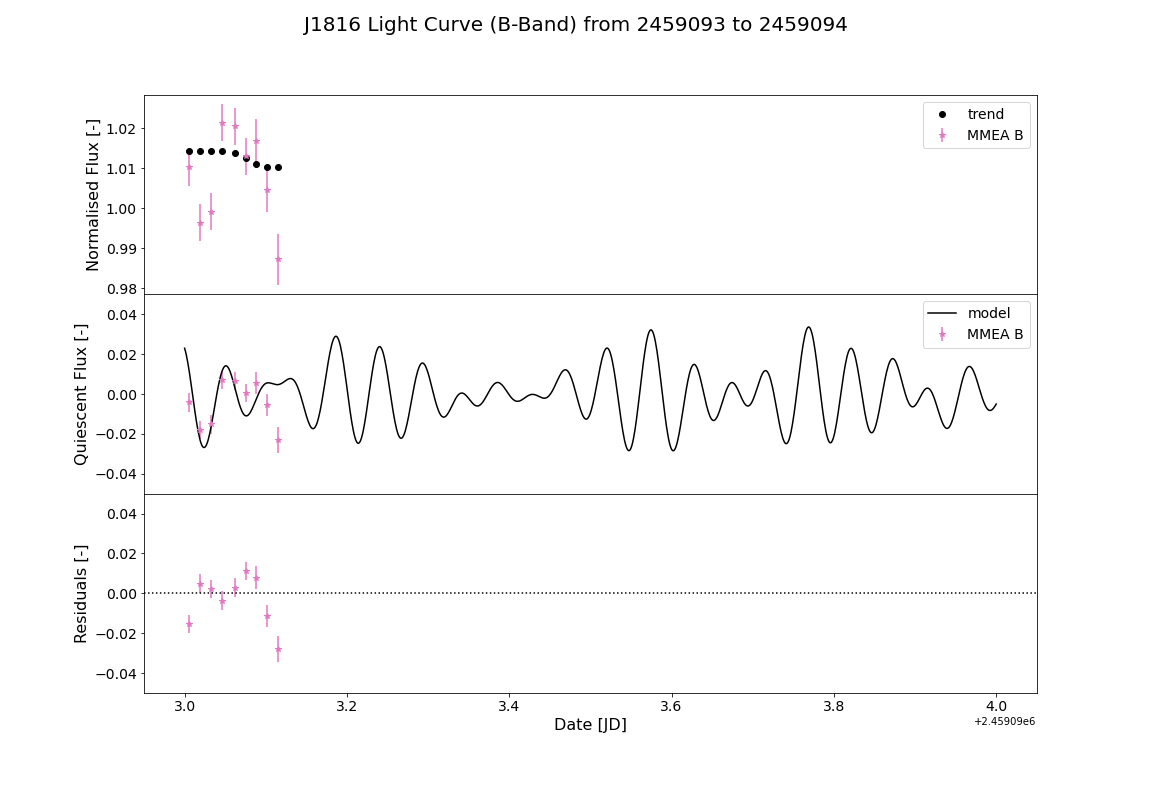 J1816 Light Curve (B-Band) from 2459093 to 2459094
Normalised Flux [-]
1.02
1.01
1.00
0.99
0.98
trend
MMEA B
Quiescent Flux [-]
0.04
0.02
0.00
−0.02
−0.04
model
MMEA B
Residuals [-]
0.04
0.02
0.00
−0.02
−0.04
3.0 3.2 3.4 3.6 3.8 4.0
Date [JD]
+2.45909e6